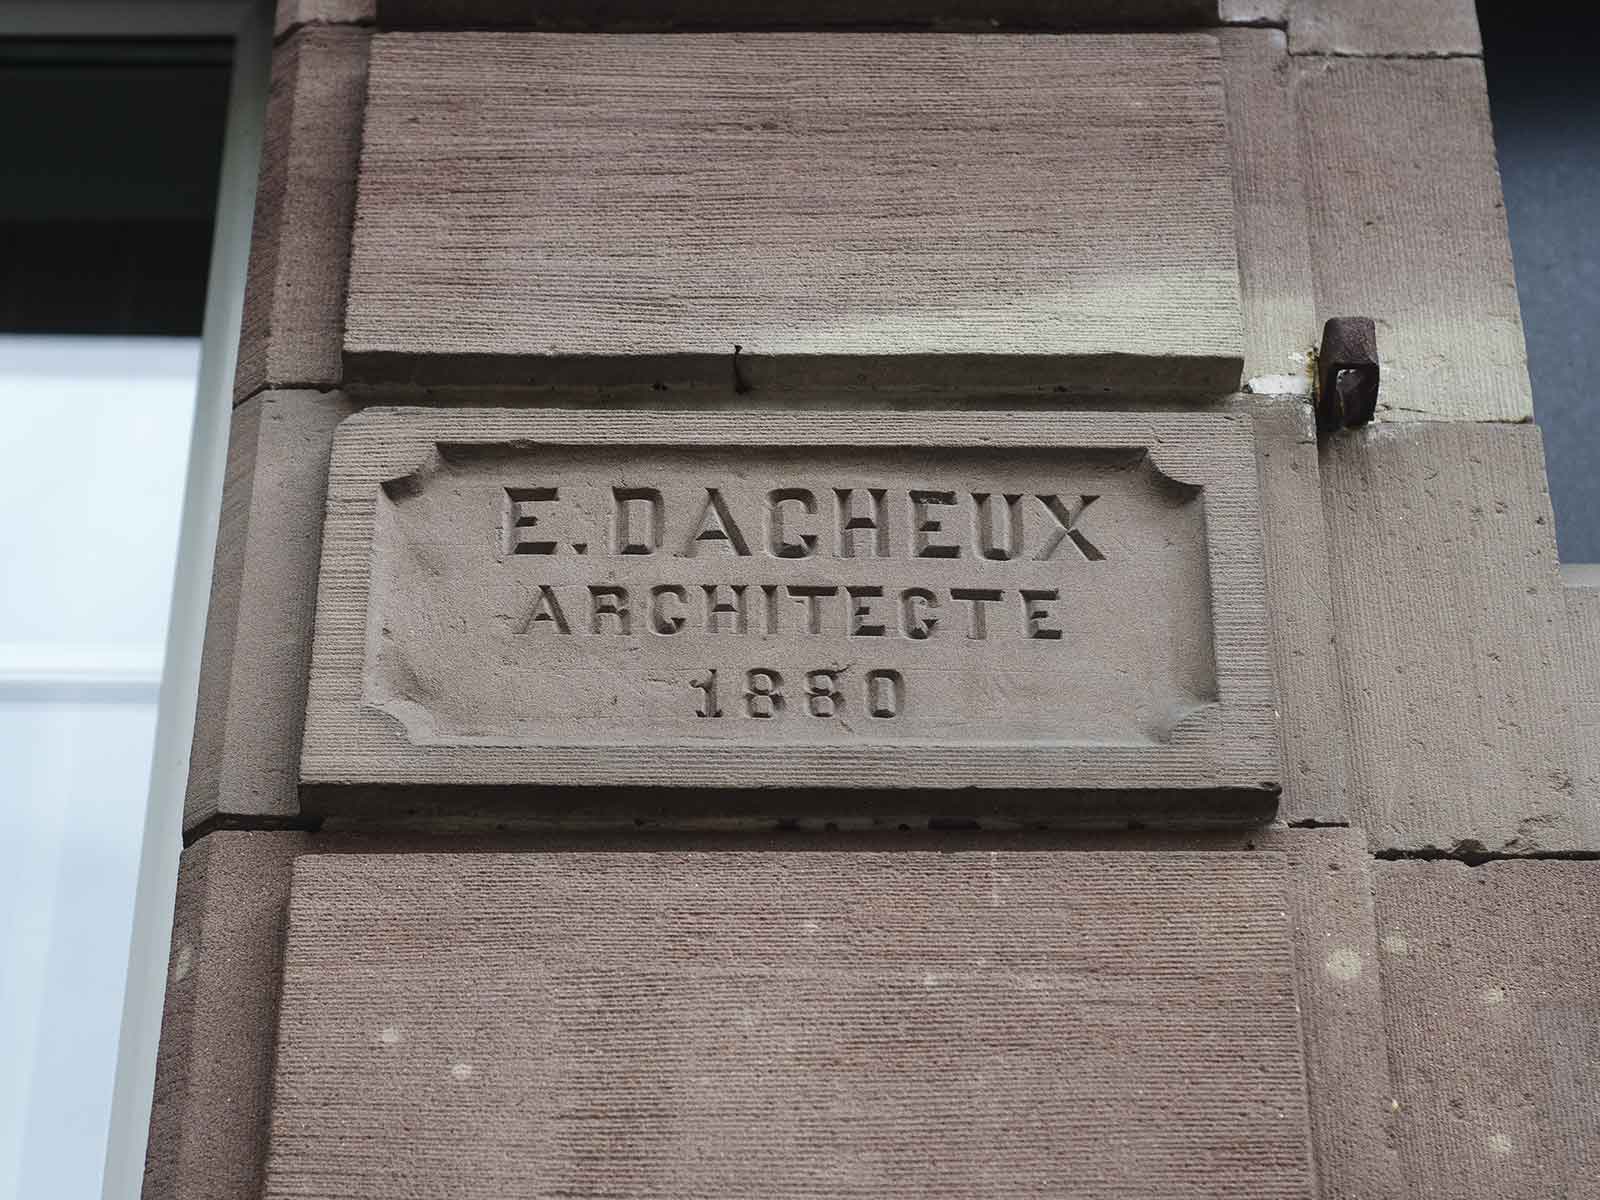 E. DACHEUX
ARCHITECTE
1880